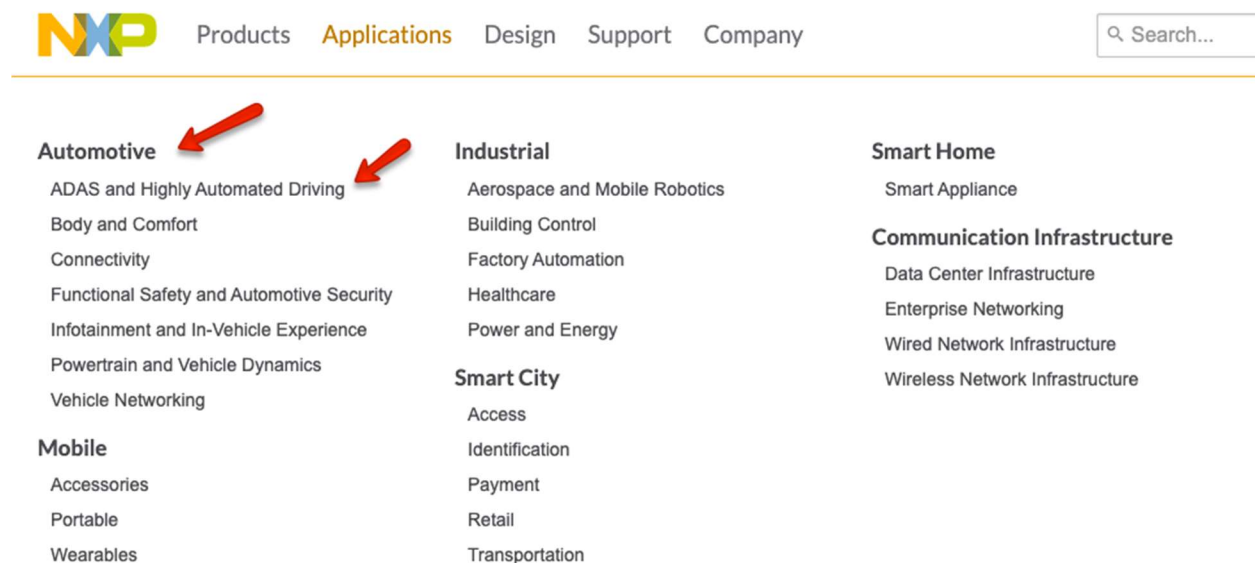 NXP
Products Applications Design Support Company
Search...
Automotive
ADAS and Highly Automated Driving
Body and Comfort
Connectivity
Functional Safety and Automotive Security
Infotainment and In-Vehicle Experience
Powertrain and Vehicle Dynamics
Vehicle Networking
Mobile
Accessories
Portable
Wearables
Industrial
Aerospace and Mobile Robotics
Building Control
Factory Automation
Healthcare
Power and Energy
Smart City
Access
Identification
Payment
Retail
Transportation
Smart Home
Smart Appliance
Communication Infrastructure
Data Center Infrastructure
Enterprise Networking
Wired Network Infrastructure
Wireless Network Infrastructure